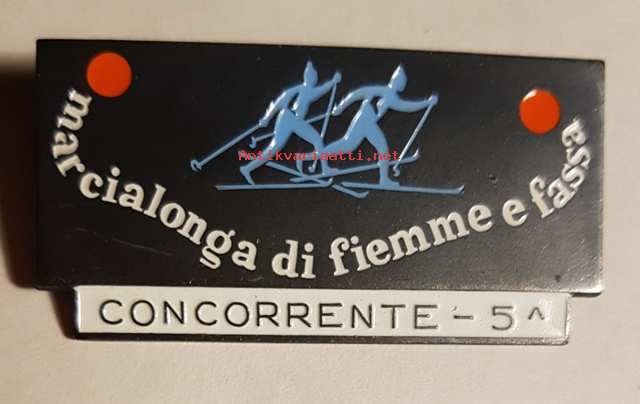 Antikvariaatti.net
marcialonga di fiemme e fassa
CONCORRENTE - 5^